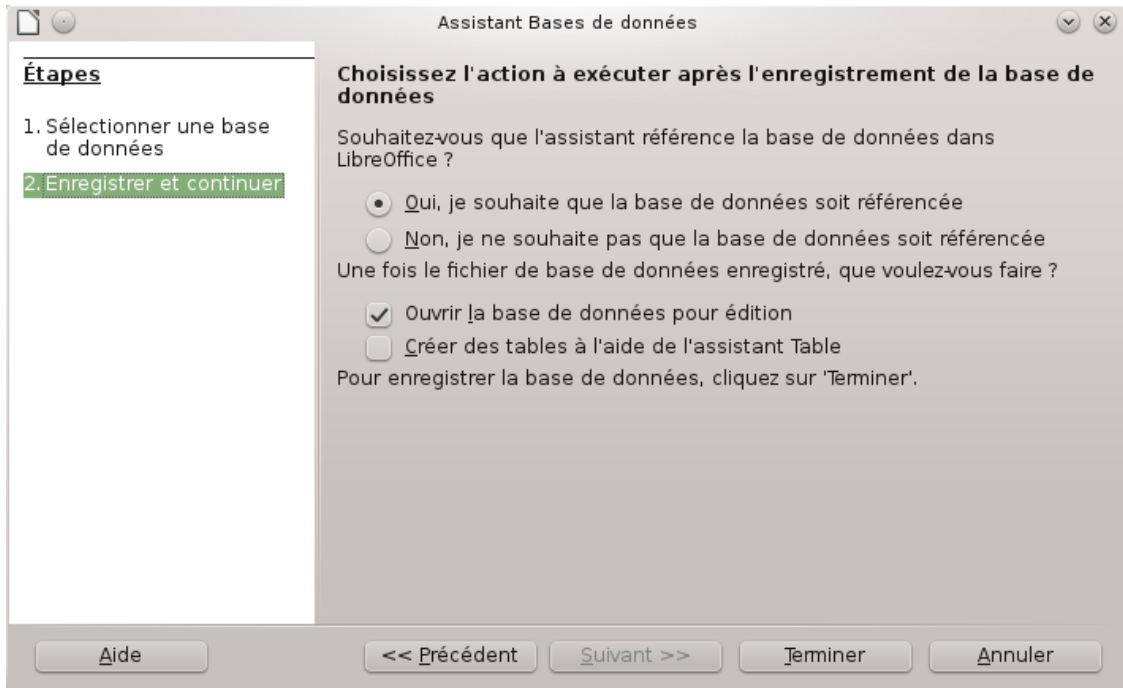 Assistant Bases de données
Étapes
1. Sélectionner une base
de données
2. Enregistrer et continuer
Choisissez l'action à exécuter après l'enregistrement de la base de
données
Souhaitez-vous que l'assistant référence la base de données dans
LibreOffice ?
Oui, je souhaite que la base de données soit référencée
Non, je ne souhaite pas que la base de données soit référencée
Une fois le fichier de base de données enregistré, que voulez-vous faire ?
Ouvrir la base de données pour édition
Créer des tables à l'aide de l'assistant Table
Pour enregistrer la base de données, cliquez sur 'Terminer'.
Aide
<< Précédent
Suivant >>
Terminer
Annuler